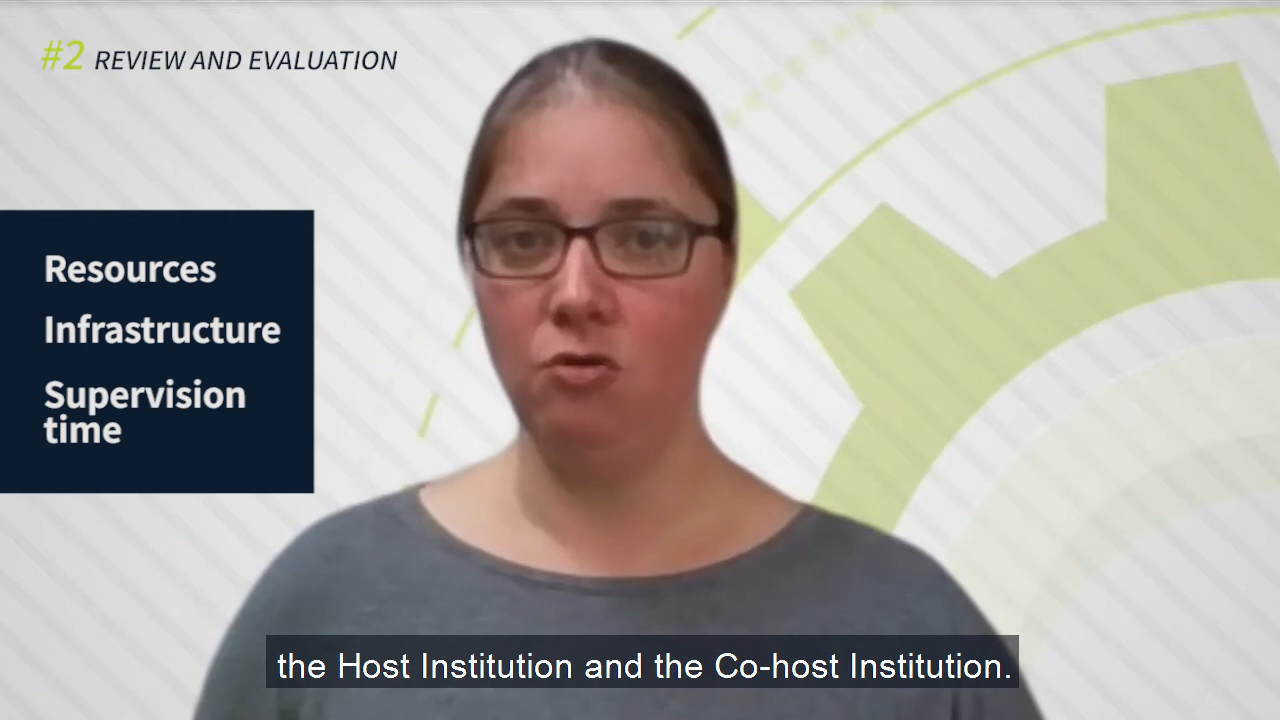 #2 REVIEW AND EVALUATION
Resources
Infrastructure
Supervision
time
the Host Institution and the Co-host Institution.